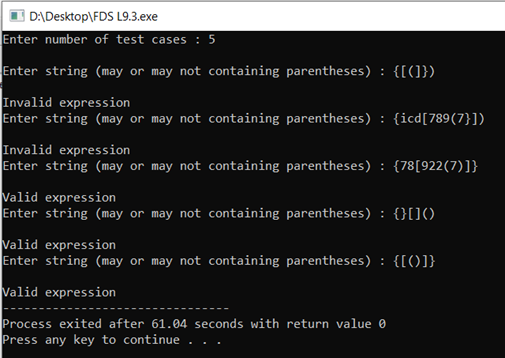 D:\Desktop\FDS L9.3.exe
Enter number of test cases : 5
Enter string (may or may not containing parentheses) : {[(]})
Invalid expression
Enter string (may or may not containing parentheses) : {icd[789(7}])
Invalid expression
Enter string (may or may not containing parentheses) : {78[922(7)]}
Valid expression
Enter string (may or may not containing parentheses) : {}[]()
Valid expression
Enter string (may or may not containing parentheses) : {[()]}
Valid expression
--------------------------------
Process exited after 61.04 seconds with return value 0
Press any key to continue . . .